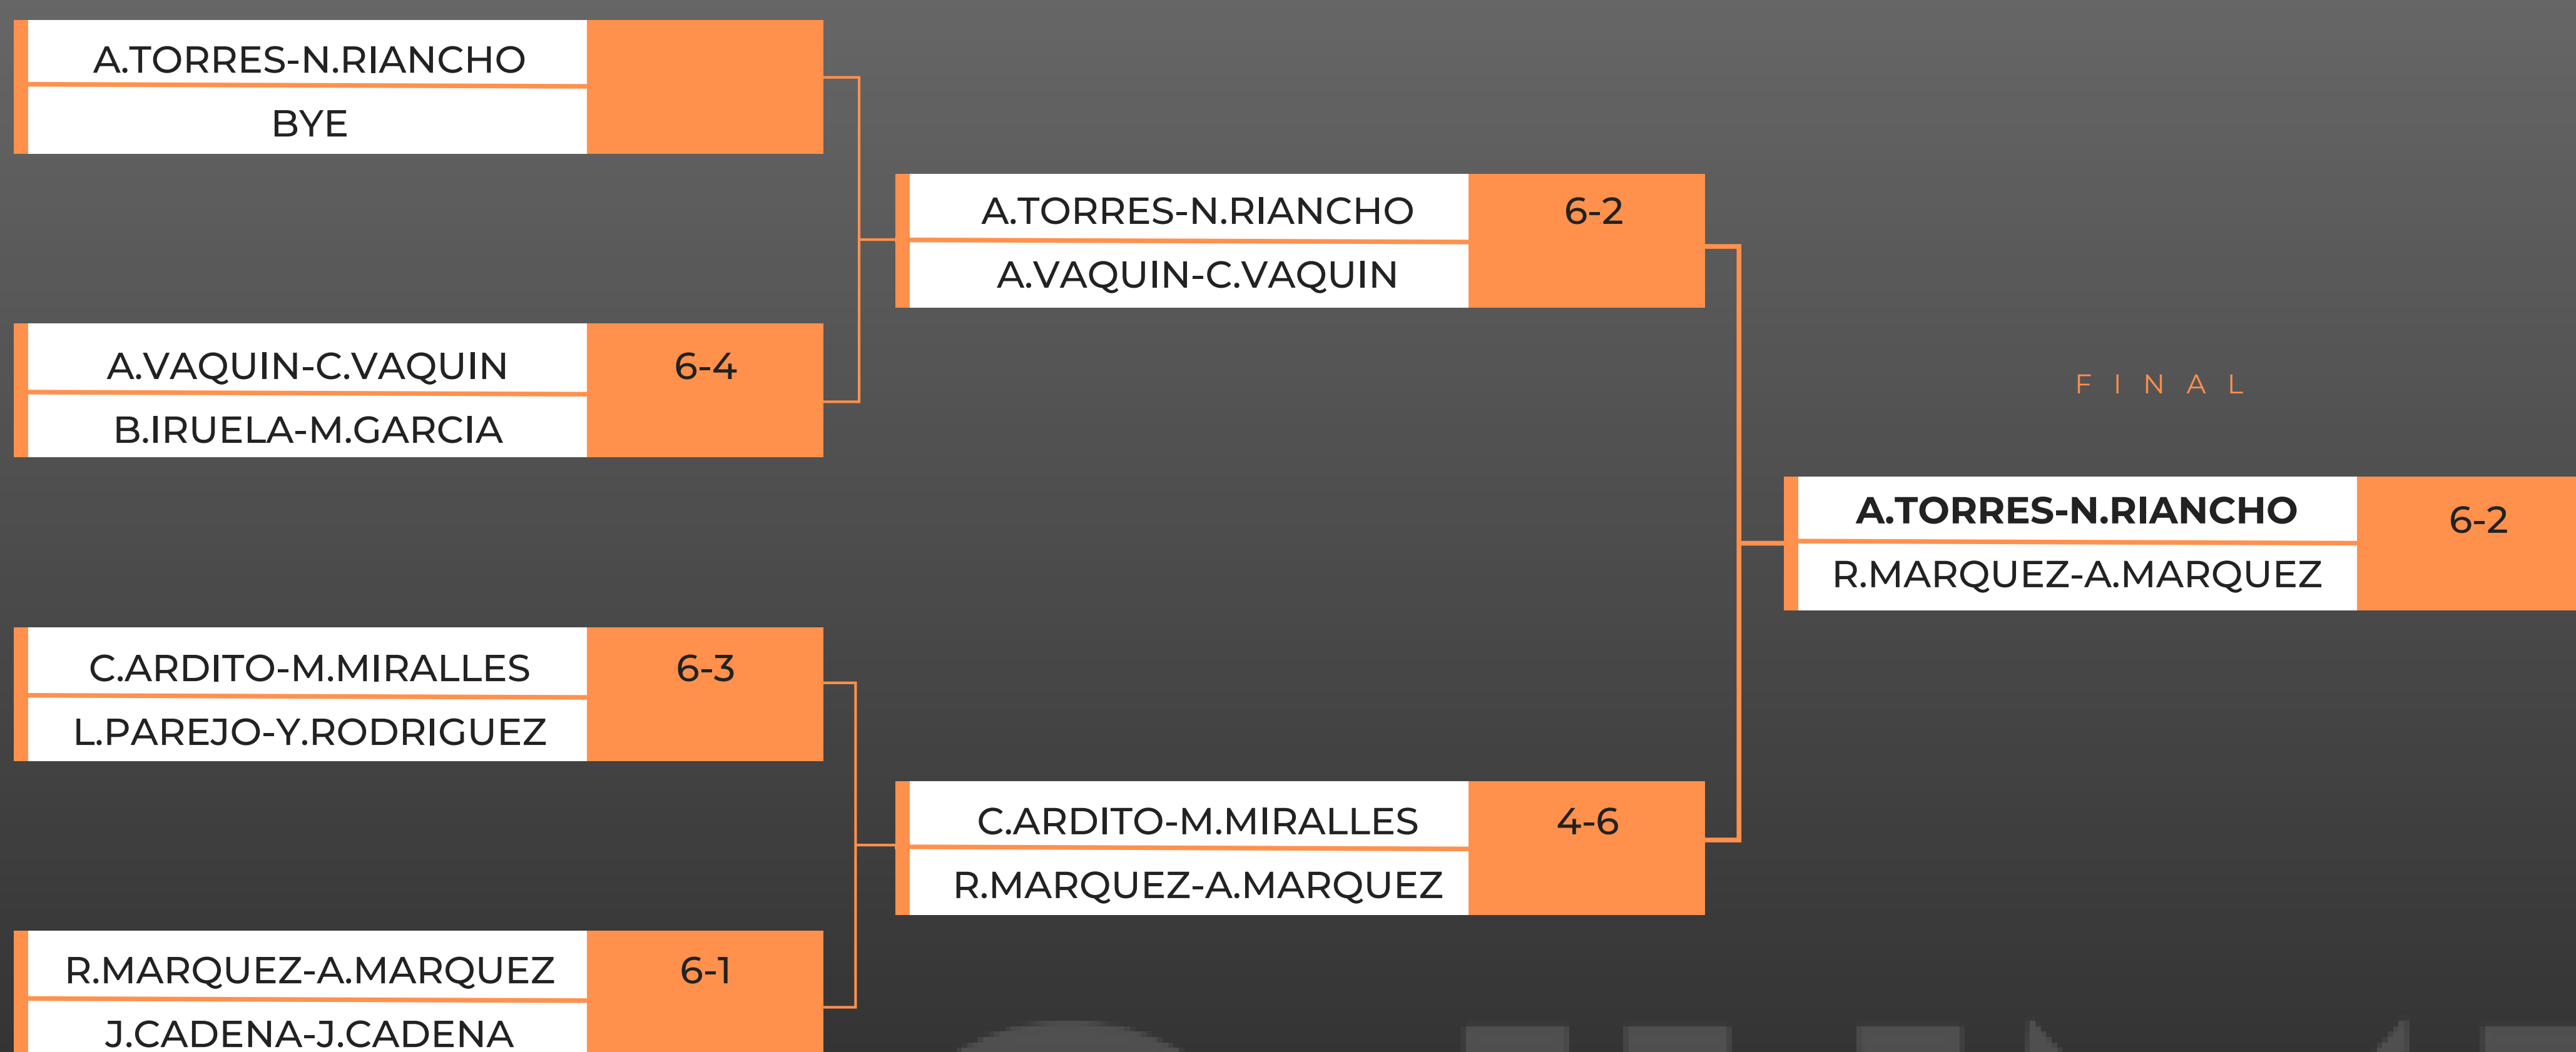 A.TORRES-N.RIANCHO
BYE
A.VAQUIN-C.VAQUIN 6-4
B.IRUELA-M.GARCIA
C.ARDITO-M.MIRALLES 6-3
L.PAREJO-Y.RODRIGUEZ
R.MARQUEZ-A.MARQUEZ 6-1
J.CADENA-J.CADENA
A.TORRES-N.RIANCHO 6-2
A.VAQUIN-C.VAQUIN
C.ARDITO-M.MIRALLES 4-6
R.MARQUEZ-A.MARQUEZ
FINAL
A.TORRES-N.RIANCHO 6-2
R.MARQUEZ-A.MARQUEZ